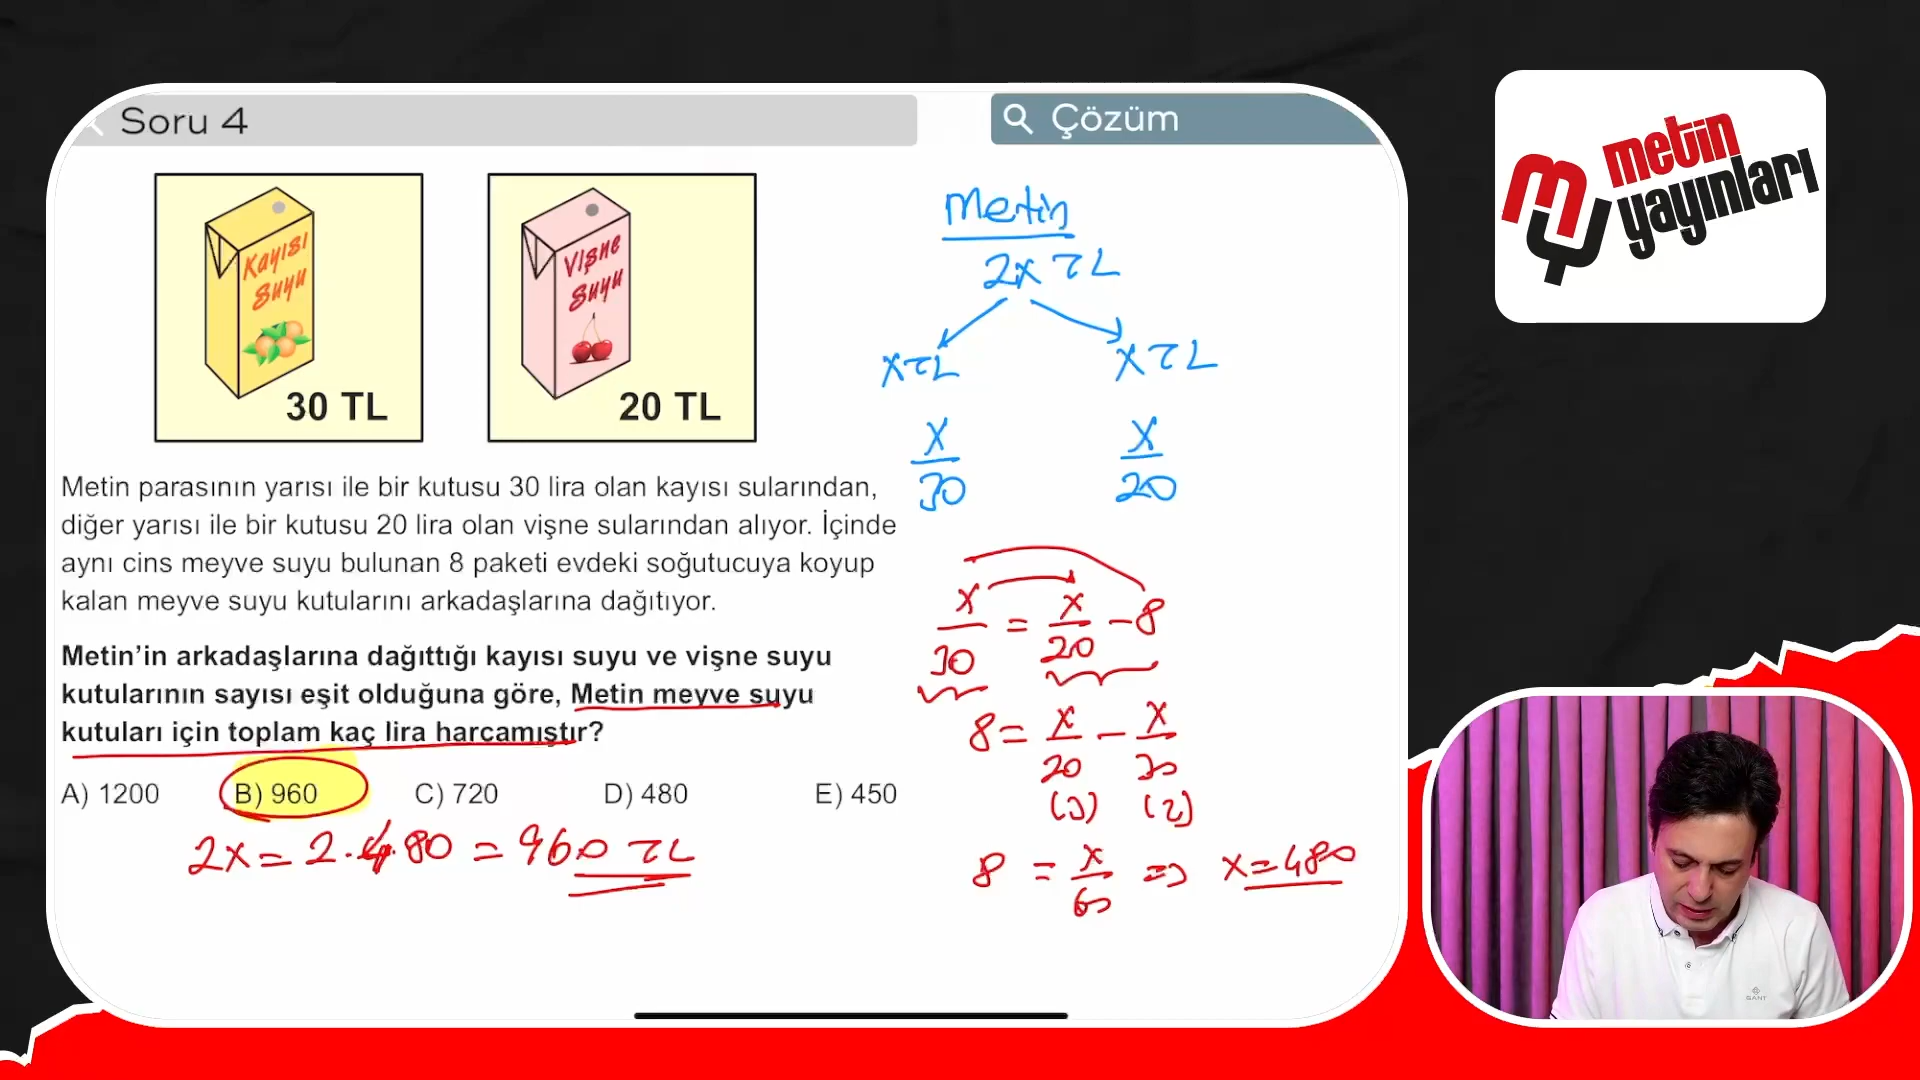 Soru 4
Çözüm
Kayısı
Suyu
30 TL
Vişne
Suyu
20 TL
Metin parasının yarısı ile bir kutusu 30 lira olan kayısı sularından,
diğer yarısı ile bir kutusu 20 lira olan vişne sularından alıyor. İçinde
aynı cins meyve suyu bulunan 8 paketi evdeki soğutucuya koyup
kalan meyve suyu kutularını arkadaşlarına dağıtıyor.
Metin’in arkadaşlarına dağıttığı kayısı suyu ve vişne suyu
kutularının sayısı eşit olduğuna göre, Metin meyve suyu
kutuları için toplam kaç lira harcamıştır?
A) 1200 B) 960 C) 720 D) 480 E) 450
2x = 2.480 = 960 TL
Metin
2x TL
x TL x TL
x/30 x/20
x/30 = x/20 - 8
8 = x/20 - x/30
(3) (2)
8 = x/60 => x = 480
metin
yayınları
GANT